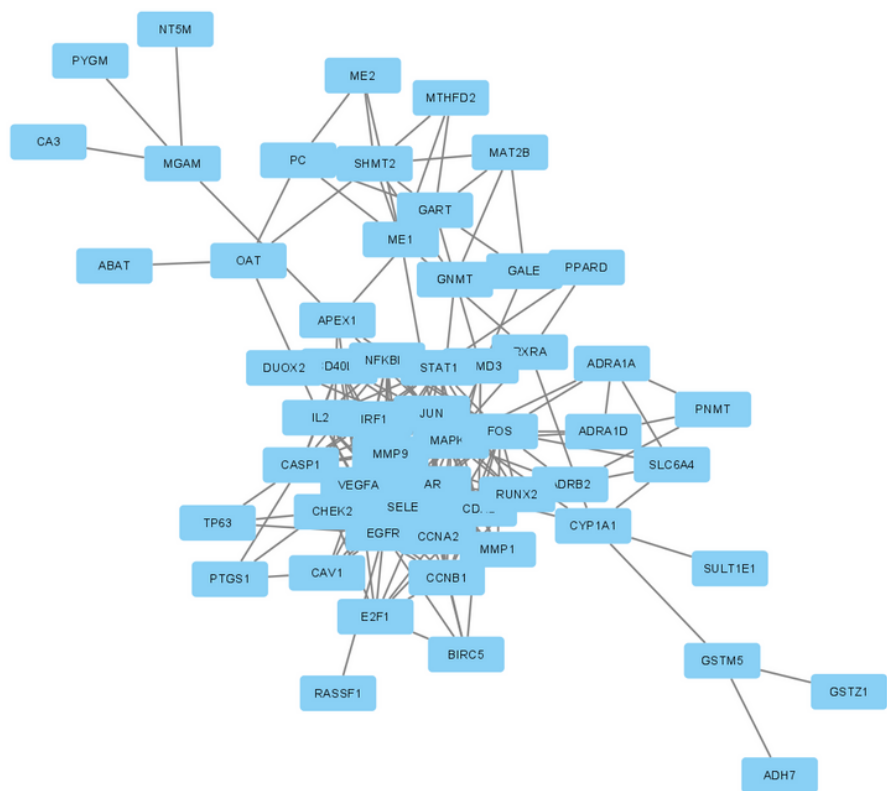 NT5M
PYGM
ME2
MTHFD2
CA3
MGAM
PC
SHMT2
MAT2B
GART
ME1
ABAT
OAT
GNMT
GALE
PPARD
APEX1
DUOX2
CD40L
NFKBI
STAT1
MD3
RXRA
ADRA1A
IL2
IRF1
JUN
PNMT
MAPK
FOS
ADRA1D
MMP9
CASP1
SLC6A4
VEGFA
AR
RUNX2
ADRB2
TP63
CHEK2
SELE
CYP1A1
EGFR
CCNA2
MMP1
PTGS1
CAV1
CCNB1
SULT1E1
E2F1
BIRC5
GSTM5
RASSF1
GSTZ1
ADH7